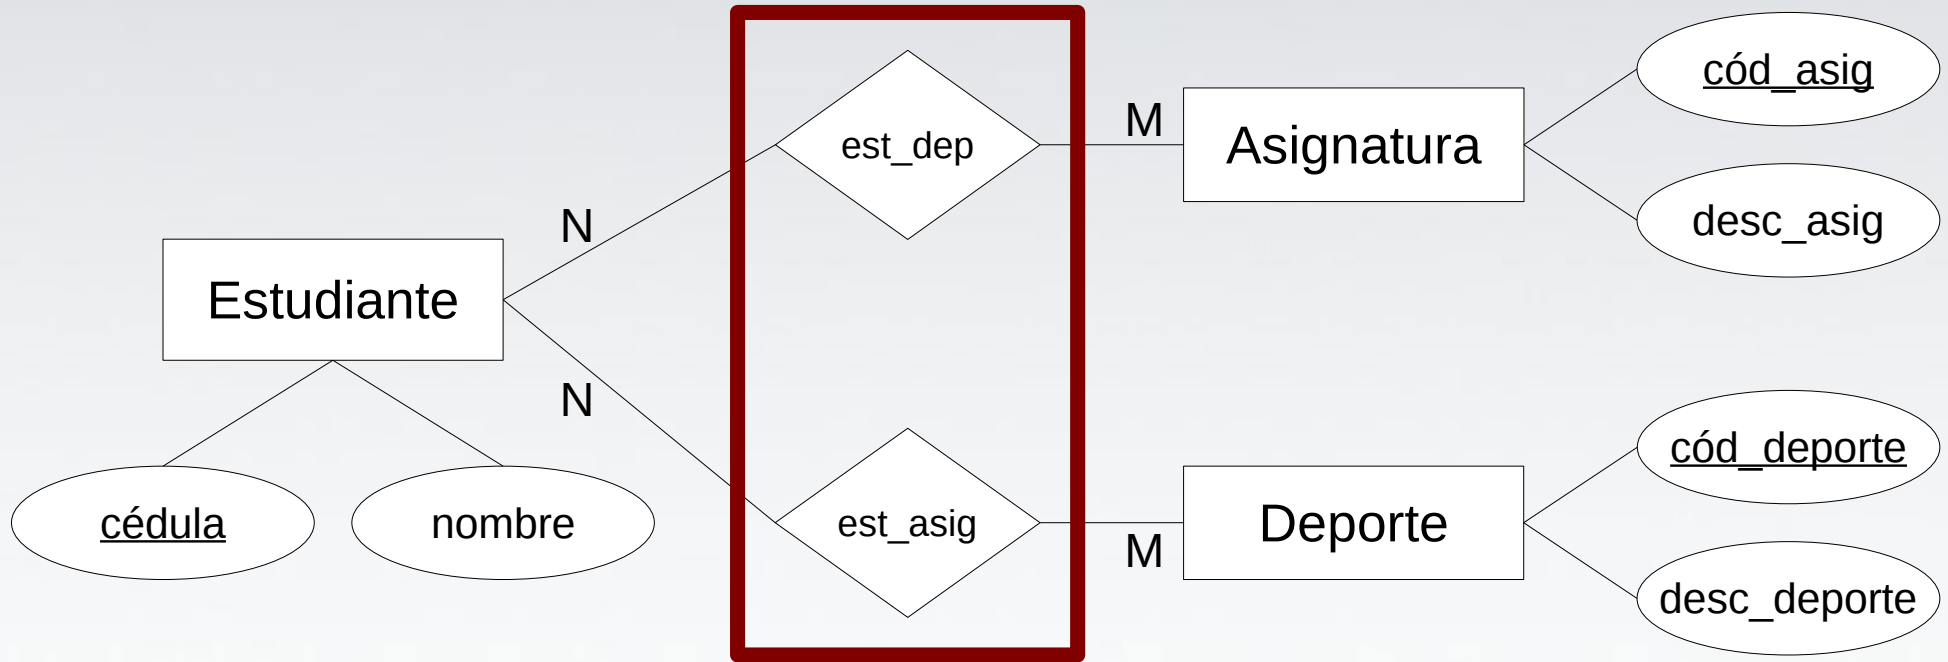 cód_asig
est_dep
M
Asignatura
desc_asig
N
Estudiante
N
cédula
nombre
est_asig
M
Deporte
cód_deporte
desc_deporte